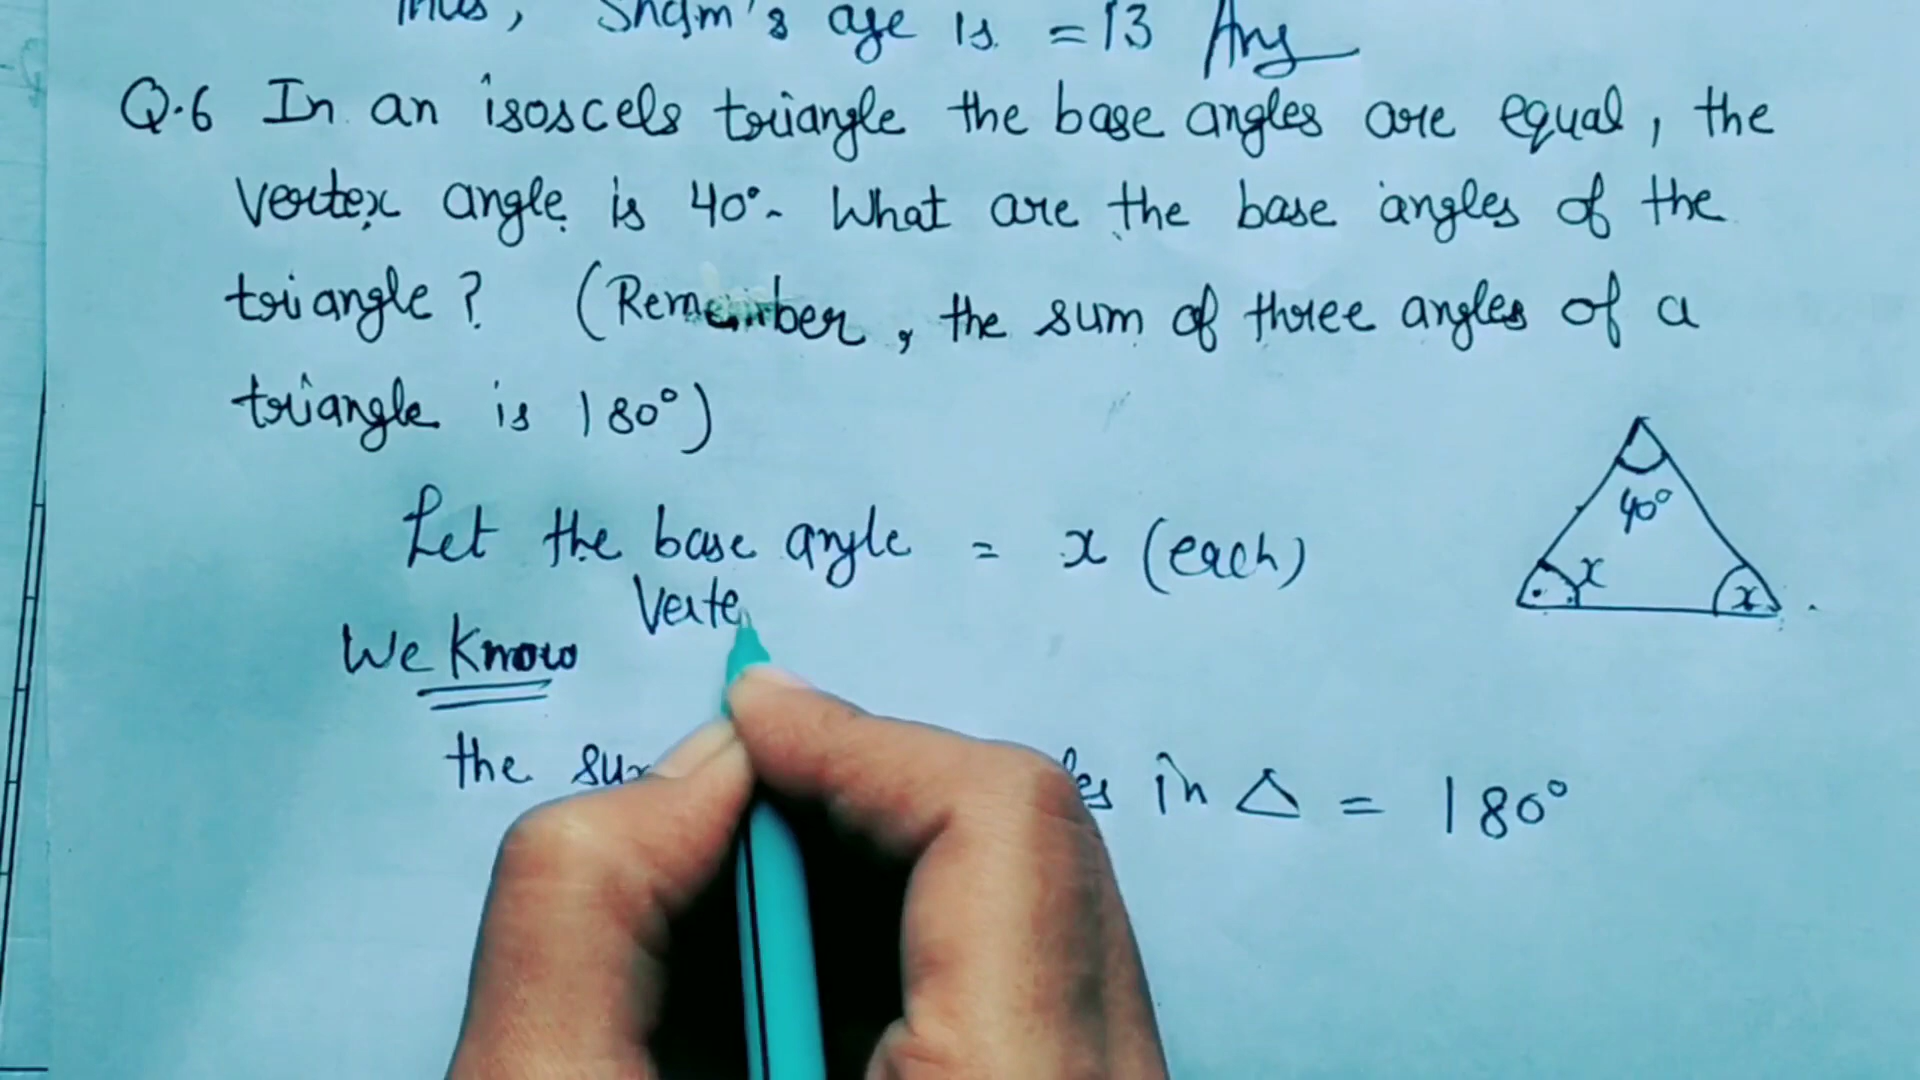 Thus, Sham's age is = 13 Ans
Q.6 In an isoscels triangle the base angles are equal, the
vertex angle is 40°. What are the base angles of the
triangle? (Remember, the sum of three angles of a
triangle is 180°)
40°
x
x
Let the base angle = x (each)
Verte
We Know
the in △ = 180°